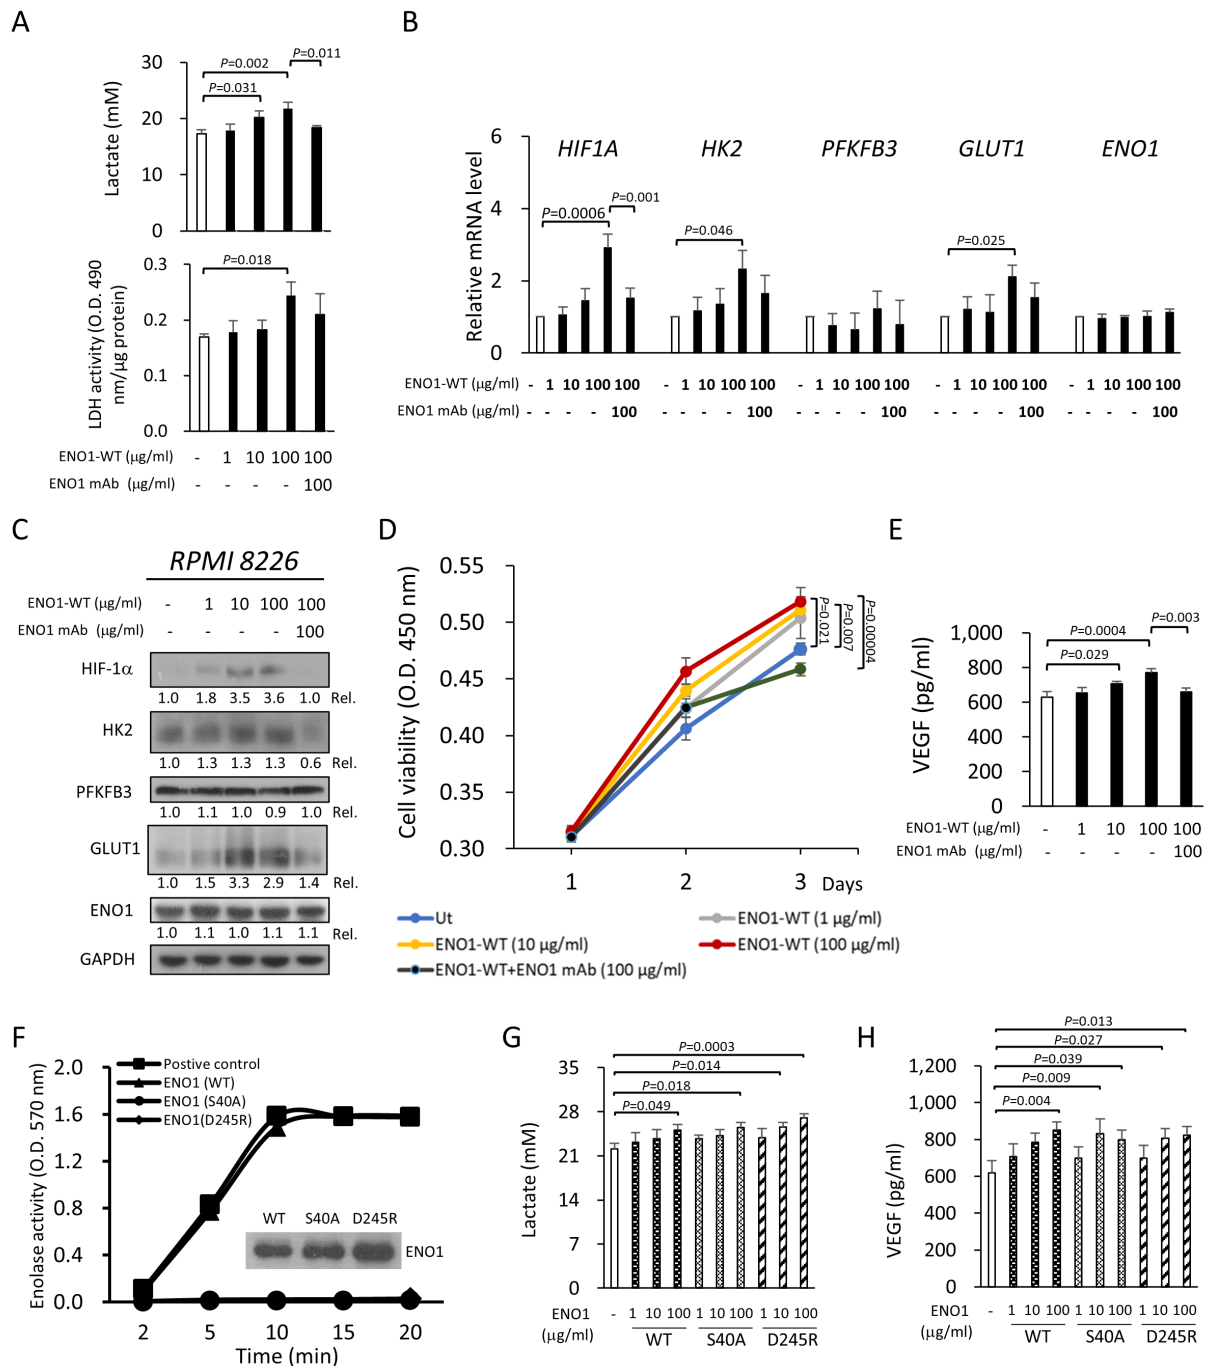 A
P=0.011
P=0.002
P=0.031
30
20
10
0
Lactate (mM)
P=0.018
0.3
0.2
0.1
0.0
LDH activity (O.D. 490
nm/µg protein)
ENO1-WT (µg/ml) - 1 10 100 100
ENO1 mAb (µg/ml) - - - - 100
B
6
4
2
0
Relative mRNA level
HIF1A HK2 PFKFB3 GLUT1 ENO1
P=0.001
P=0.0006
P=0.046
P=0.025
ENO1-WT (µg/ml) - 1 10 100 100 - 1 10 100 100 - 1 10 100 100 - 1 10 100 100 - 1 10 100 100
ENO1 mAb (µg/ml) - - - - 100 - - - - 100 - - - - 100 - - - - 100 - - - - 100
C
RPMI 8226
ENO1-WT (µg/ml) - 1 10 100 100
ENO1 mAb (µg/ml) - - - - 100
HIF-1α
1.0 1.8 3.5 3.6 1.0 Rel.
HK2
1.0 1.3 1.3 1.3 0.6 Rel.
PFKFB3
1.0 1.1 1.0 0.9 1.0 Rel.
GLUT1
1.0 1.5 3.3 2.9 1.4 Rel.
ENO1
1.0 1.1 1.0 1.1 1.1 Rel.
GAPDH
D
0.55
0.50
0.45
0.40
0.35
0.30
Cell viability (O.D. 450 nm)
P=0.021
P=0.007
P=0.00004
1 2 3 Days
Ut
ENO1-WT (1 µg/ml)
ENO1-WT (10 µg/ml)
ENO1-WT (100 µg/ml)
ENO1-WT+ENO1 mAb (100 µg/ml)
E
P=0.003
P=0.0004
P=0.029
1,000
800
600
400
200
0
VEGF (pg/ml)
ENO1-WT (µg/ml) - 1 10 100 100
ENO1 mAb (µg/ml) - - - - 100
F
Postive control
ENO1 (WT)
ENO1 (S40A)
ENO1(D245R)
2.0
1.6
1.2
0.8
0.4
0.0
Enolase activity (O.D. 570 nm)
WT S40A D245R
ENO1
2 5 10 15 20
Time (min)
G
P=0.0003
P=0.014
P=0.018
P=0.049
35
28
21
14
7
0
Lactate (mM)
ENO1 - 1 10 100 1 10 100 1 10 100
(µg/ml) WT S40A D245R
H
P=0.013
P=0.027
P=0.039
P=0.009
P=0.004
1,200
1,000
800
600
400
200
0
VEGF (pg/ml)
ENO1 - 1 10 100 1 10 100 1 10 100
(µg/ml) WT S40A D245R